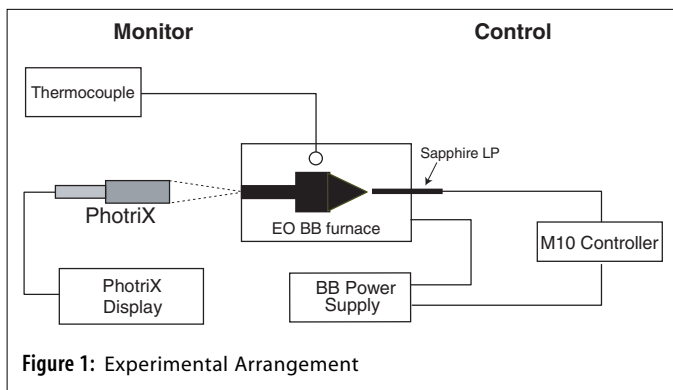 Monitor
Control
Thermocouple
Sapphire LP
PhotriX
EO BB furnace
M10 Controller
PhotriX
Display
BB Power
Supply
Figure 1: Experimental Arrangement